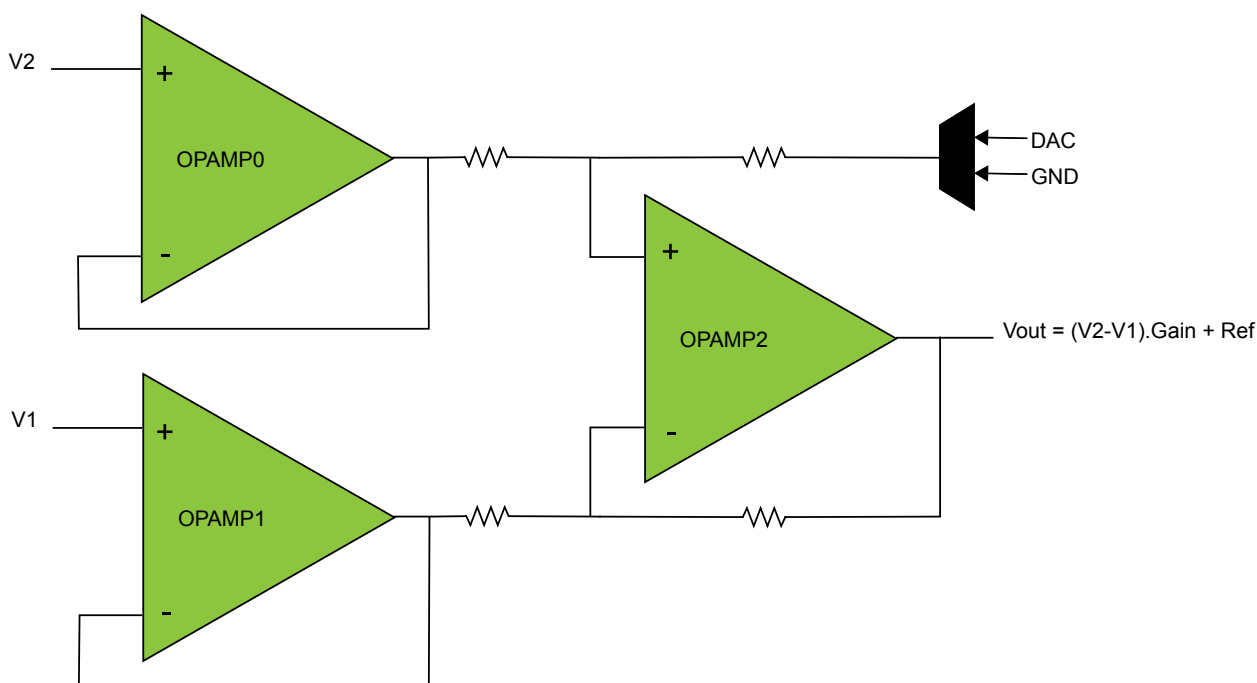 V2
+
OPAMP0
-
DAC
GND
+
OPAMP2
-
Vout = (V2-V1).Gain + Ref
V1
+
OPAMP1
-